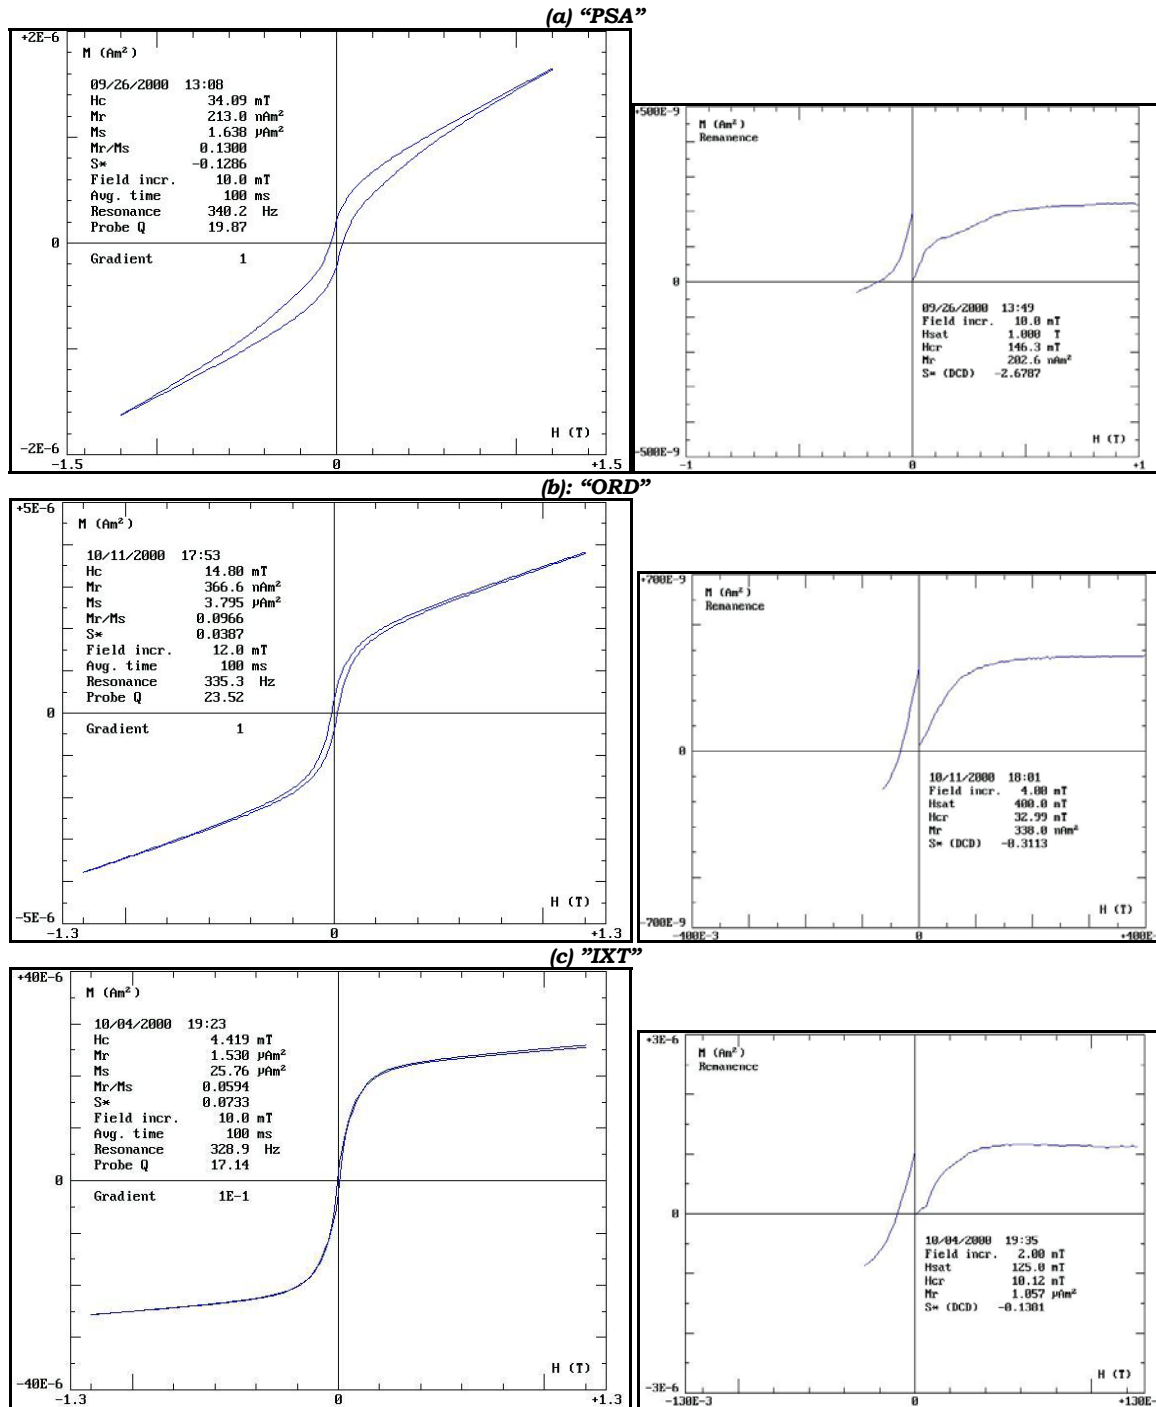 (a) “PSA”
+2E-6
M (Am²)
09/26/2000 13:08
Hc 34.09 mT
Mr 213.0 nAm²
Ms 1.638 µAm²
Mr/Ms 0.1300
S* -0.1286
Field incr. 10.0 mT
Avg. time 100 ms
Resonance 340.2 Hz
Probe Q 19.87
0
Gradient 1
H (T)
-2E-6
-1.5 0 +1.5
+500E-9
M (Am²)
Remanence
0
09/26/2000 13:49
Field incr. 10.0 mT
Hsat 1.000 T
Hcr 146.3 mT
Mr 202.6 nAm²
S* (DCD) -2.6787
H (T)
-500E-9
-1 0 +1
(b): “ORD”
+5E-6
M (Am²)
10/11/2000 17:53
Hc 14.80 mT
Mr 366.6 nAm²
Ms 3.795 µAm²
Mr/Ms 0.0966
S* 0.0387
Field incr. 12.0 mT
Avg. time 100 ms
Resonance 335.3 Hz
Probe Q 23.52
0
Gradient 1
H (T)
-5E-6
-1.3 0 +1.3
+700E-9
M (Am²)
Remanence
0
10/11/2000 18:01
Field incr. 4.00 mT
Hsat 400.0 mT
Hcr 32.99 mT
Mr 338.0 nAm²
S* (DCD) -0.3113
H (T)
-700E-9
-400E-3 0 +400E-
(c) ”IXT”
+40E-6
M (Am²)
10/04/2000 19:23
Hc 4.419 mT
Mr 1.530 µAm²
Ms 25.76 µAm²
Mr/Ms 0.0594
S* 0.0733
Field incr. 10.0 mT
Avg. time 100 ms
Resonance 328.9 Hz
Probe Q 17.14
0
Gradient 1E-1
H (T)
-40E-6
-1.3 0 +1.3
+3E-6
M (Am²)
Remanence
0
10/04/2000 19:35
Field incr. 2.00 mT
Hsat 125.0 mT
Hcr 10.12 mT
Mr 1.057 µAm²
S* (DCD) -0.1381
H (T)
-3E-6
-130E-3 0 +130E-